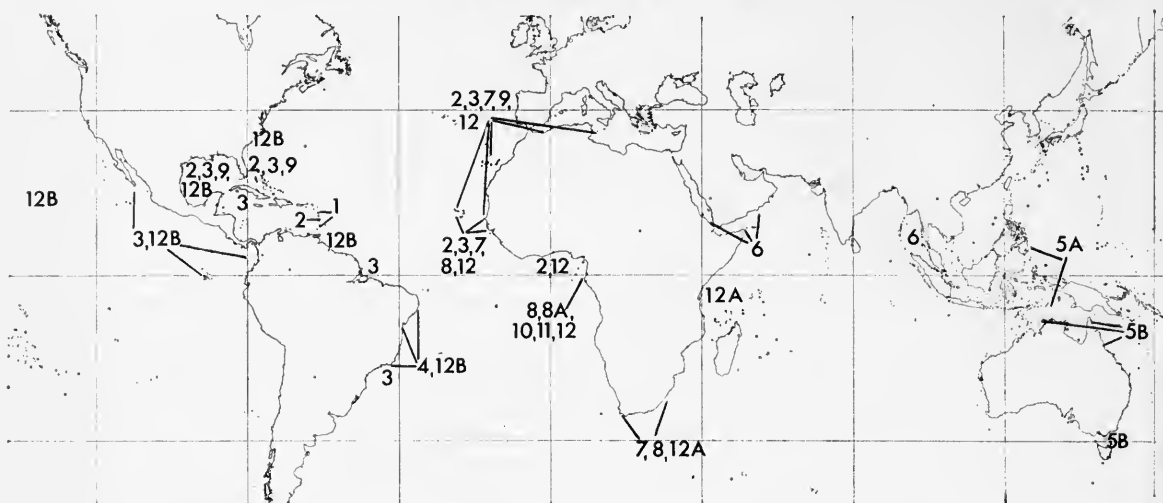 2,3,7,9,
12
12B
2,3,9,
12B
2,3,9
12B
3
1
2
12B
3,12B
3
2,3,7,
8,12
2,12
8,8A,
10,11,12
12A
6
6
5A
5B
4,12B
3
7,8,12A
5B